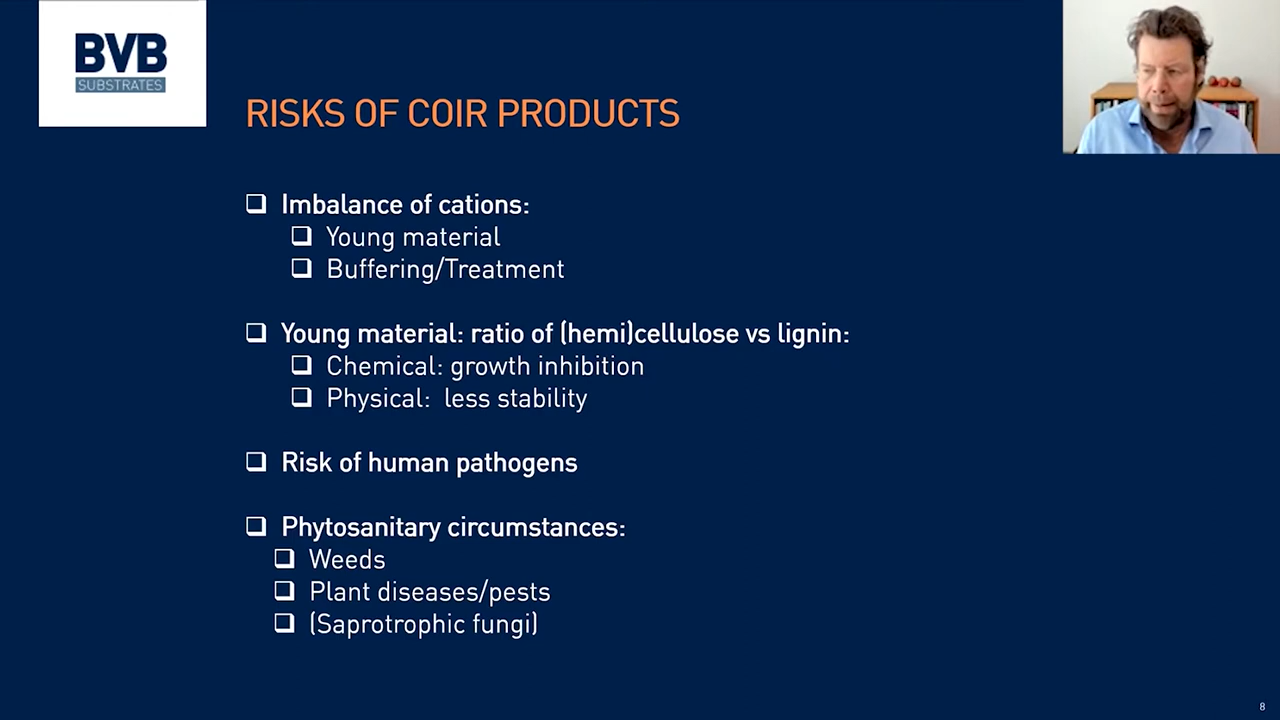 BVB
SUBSTRATES
RISKS OF COIR PRODUCTS
Imbalance of cations:
Young material
Buffering/Treatment
Young material: ratio of (hemi)cellulose vs lignin:
Chemical: growth inhibition
Physical: less stability
Risk of human pathogens
Phytosanitary circumstances:
Weeds
Plant diseases/pests
(Saprotrophic fungi)
8